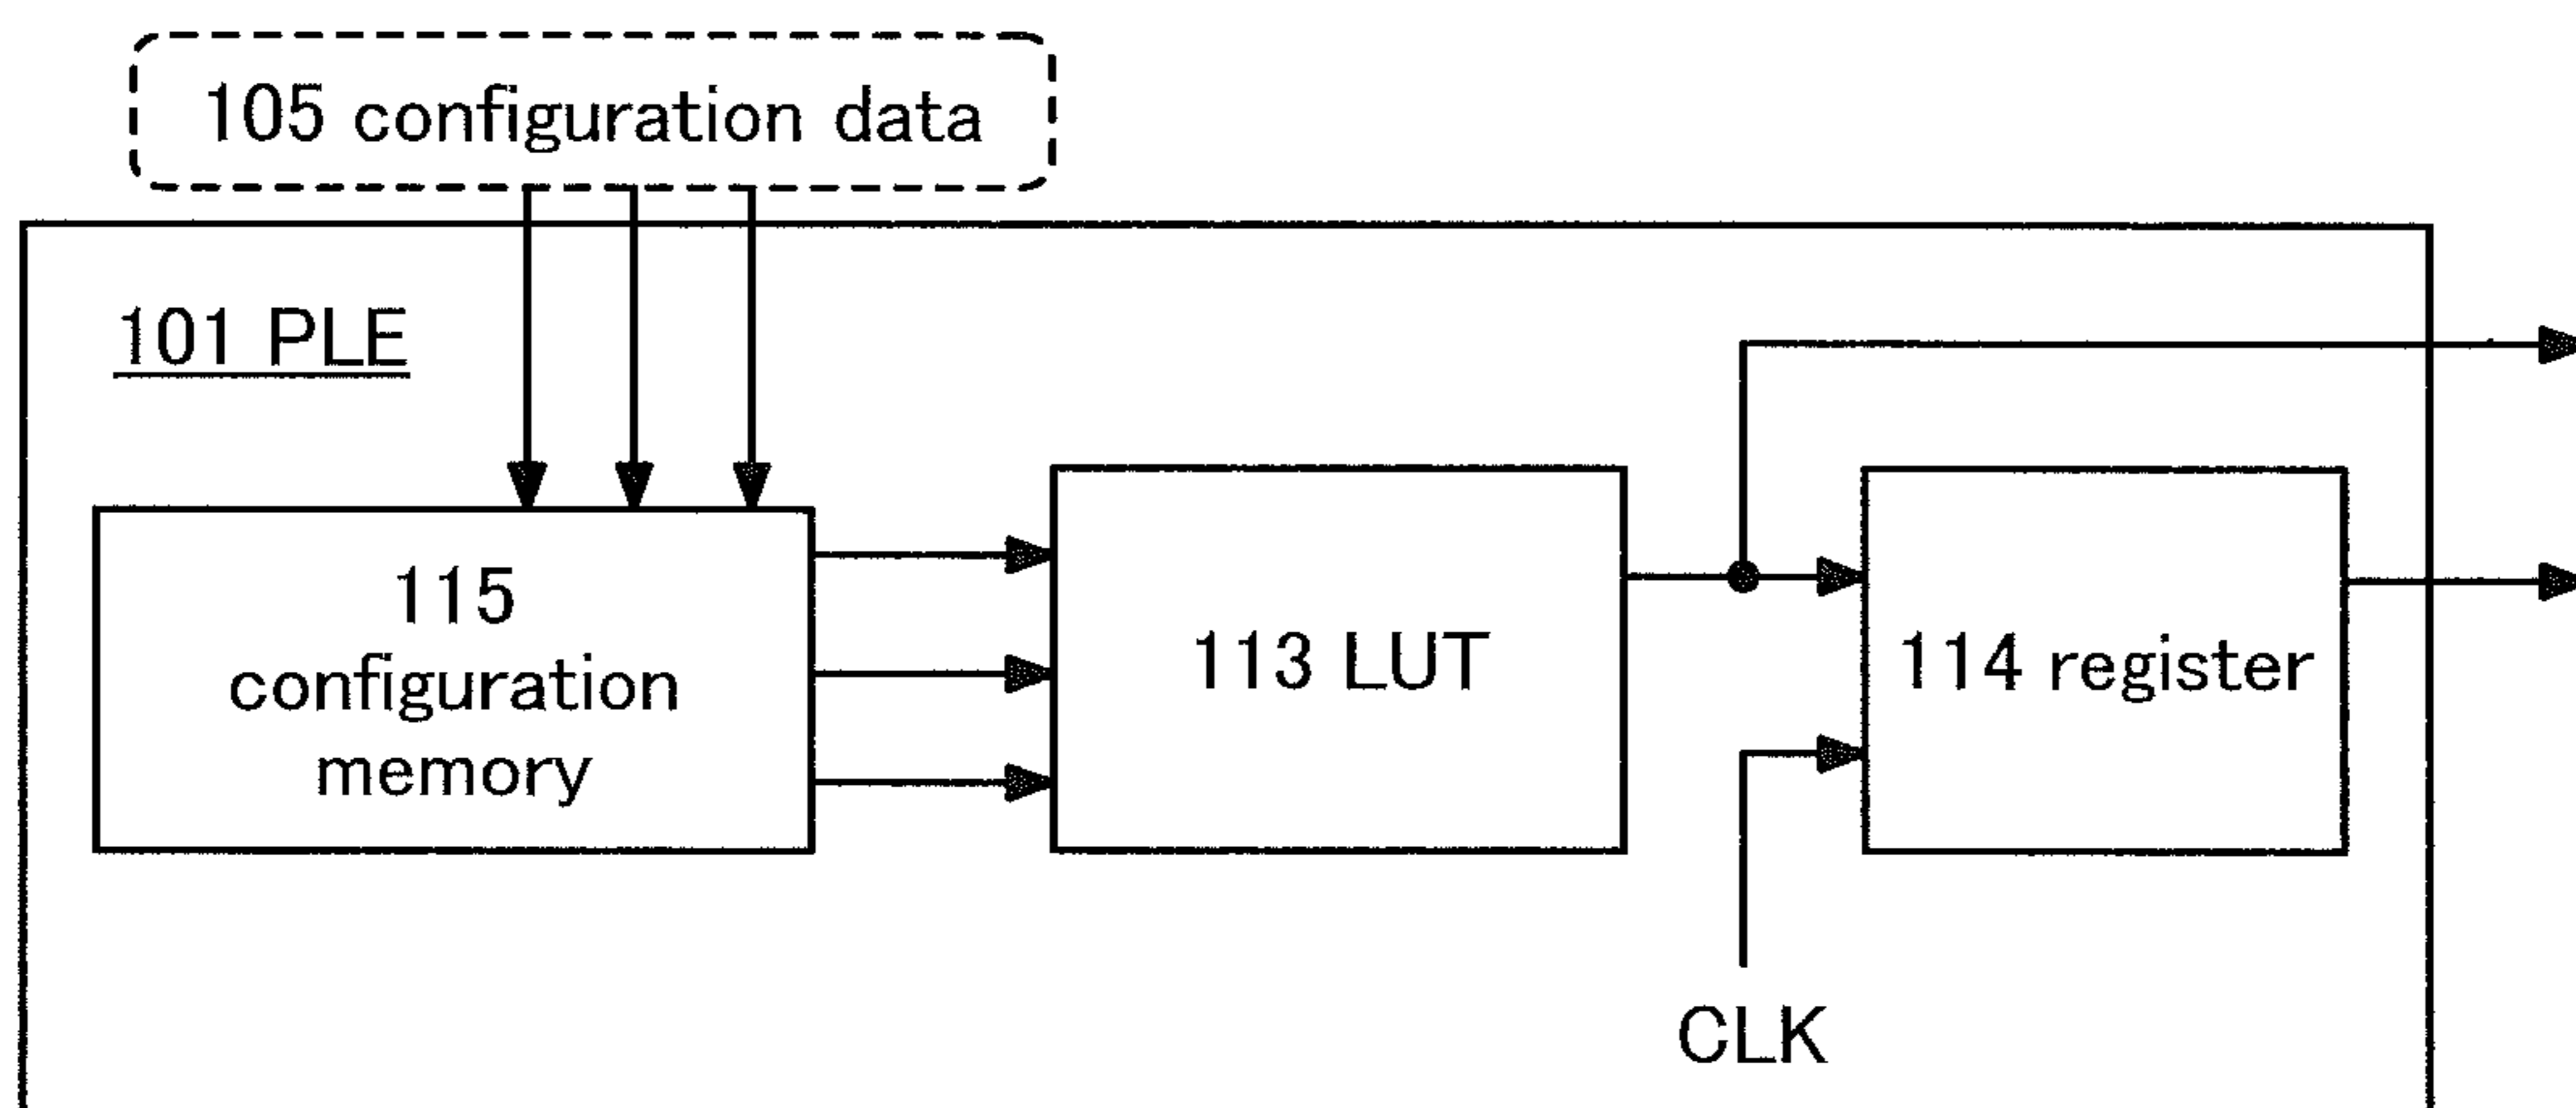 105 configuration data
101 PLE
115
configuration
memory
113 LUT
114 register
CLK